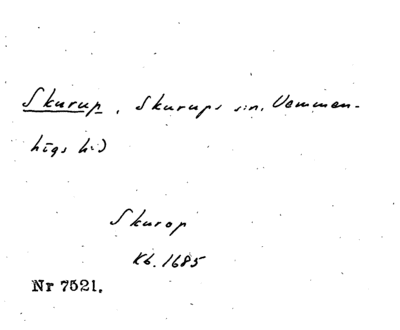 Skurup, Skurups sn, Vemmen-
högs hd
Skurop
Kb. 1685
Nr 7521.